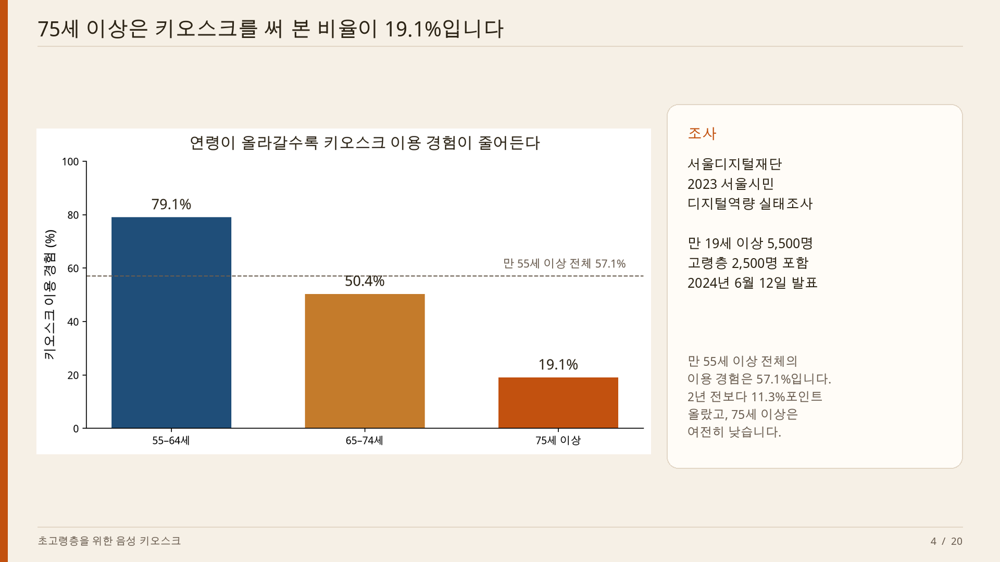 75세 이상은 키오스크를 써 본 비율이 19.1%입니다
연령이 올라갈수록 키오스크 이용 경험이 줄어든다
키오스크 이용 경험 (%)
100
80
60
40
20
0
79.1%
50.4%
19.1%
만 55세 이상 전체 57.1%
55–64세
65–74세
75세 이상
조사
서울디지털재단
2023 서울시민
디지털역량 실태조사
만 19세 이상 5,500명
고령층 2,500명 포함
2024년 6월 12일 발표
만 55세 이상 전체의
이용 경험은 57.1%입니다.
2년 전보다 11.3%포인트
올랐고, 75세 이상은
여전히 낮습니다.
초고령층을 위한 음성 키오스크
4 / 20